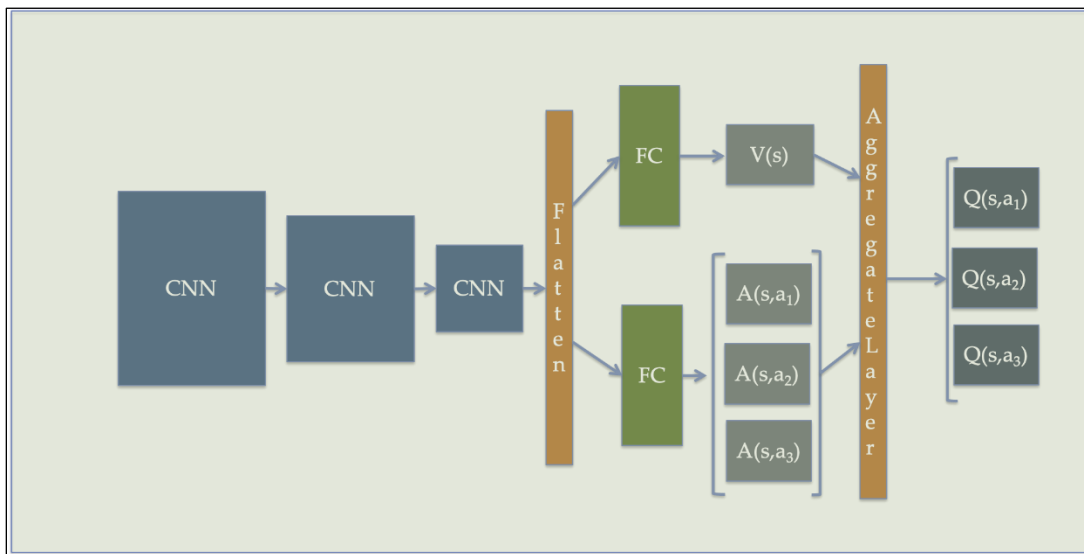 CNN
CNN
CNN
Flatten
FC
V(s)
FC
A(s,a₁)
A(s,a₂)
A(s,a₃)
AggregateLayer
Q(s,a₁)
Q(s,a₂)
Q(s,a₃)